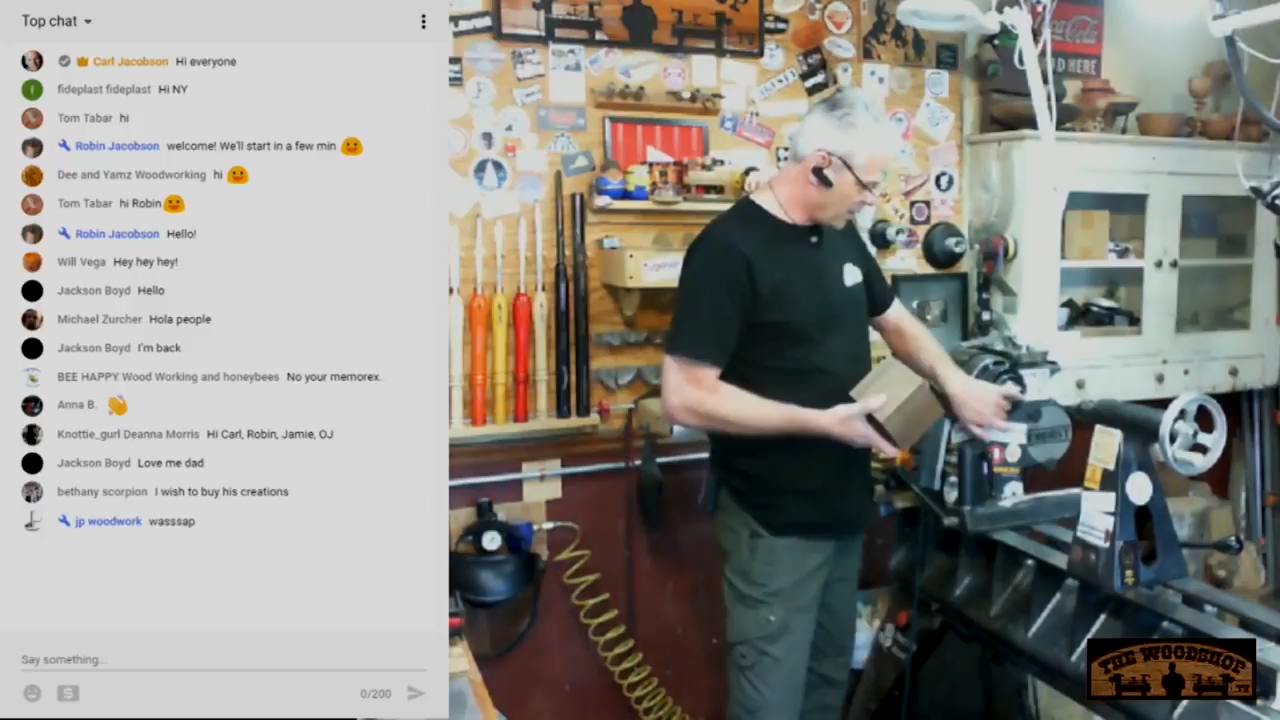 Top chat
Carl Jacobson Hi everyone
fideplast fideplast Hi NY
Tom Tabar hi
Robin Jacobson welcome! We'll start in a few min
Dee and Yamz Woodworking hi
Tom Tabar hi Robin
Robin Jacobson Hello!
Will Vega Hey hey hey!
Jackson Boyd Hello
Michael Zurcher Hola people
Jackson Boyd I'm back
BEE HAPPY Wood Working and honeybees No your memorex.
Anna B.
Knottie_gurl Deanna Morris Hi Carl, Robin, Jamie, OJ
Jackson Boyd Love me dad
bethany scorpion I wish to buy his creations
jp woodwork wasssap
Say something...
0/200
Coca-Cola
HERE
THE WOODSHOP
.TV